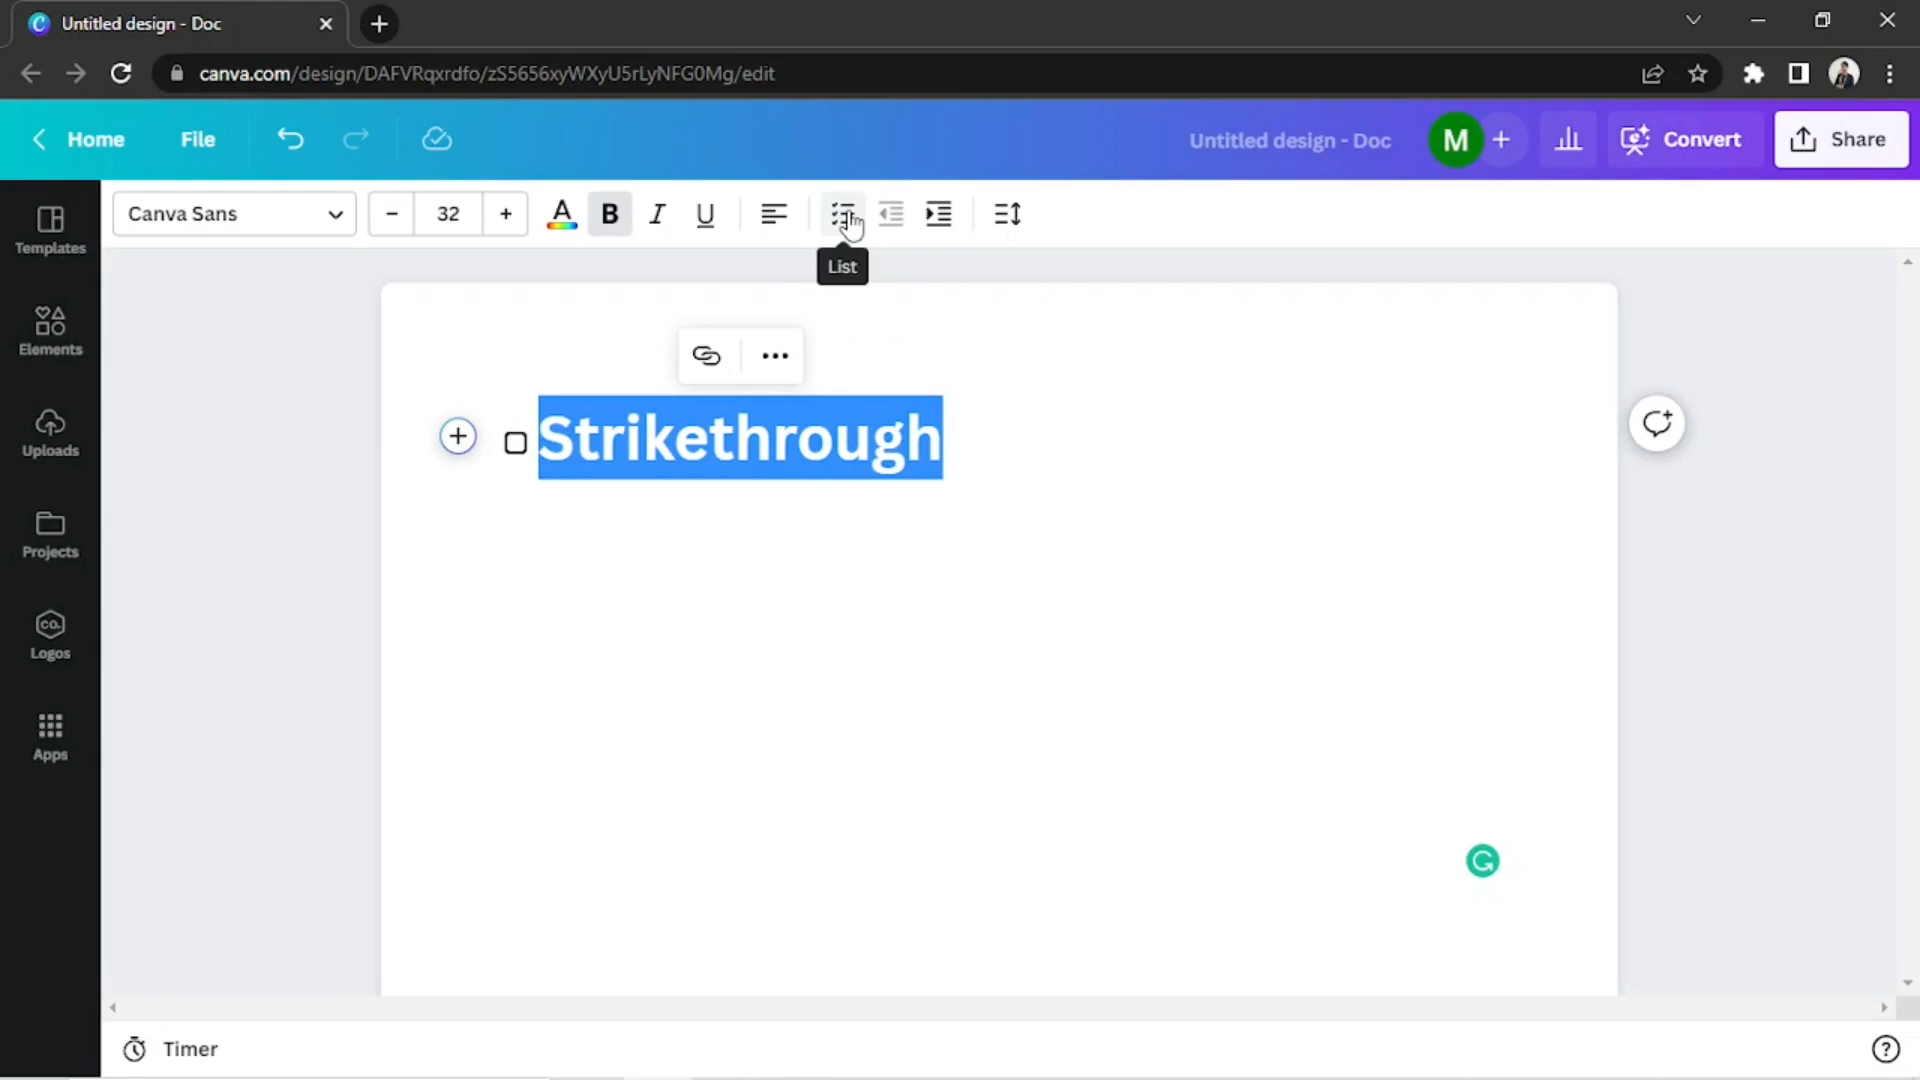 Untitled design - Doc
canva.com/design/DAFVRqxrdfo/zS5656xyWXyU5rLyNFG0Mg/edit
Home File Untitled design - Doc M Convert Share
Canva Sans 32 A B I U
List
Templates
Elements
Uploads
Projects
CO.
Logos
Apps
Strikethrough
Timer